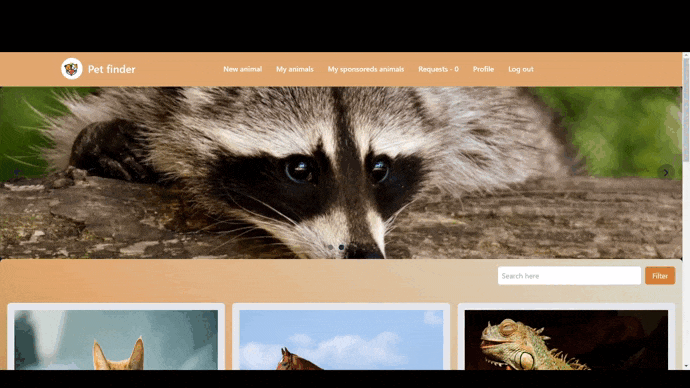 Pet finder
New animal My animals My sponsoreds animals Requests - 0 Profile Log out
Search here Filter